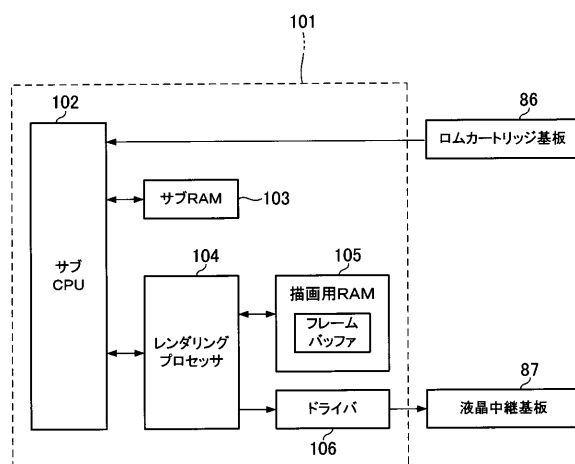 101
102
86
ロムカートリッジ基板
サブRAM
103
サブ
CPU
104
レンダリング
プロセッサ
105
描画用RAM
フレーム
バッファ
ドライバ
106
87
液晶中継基板